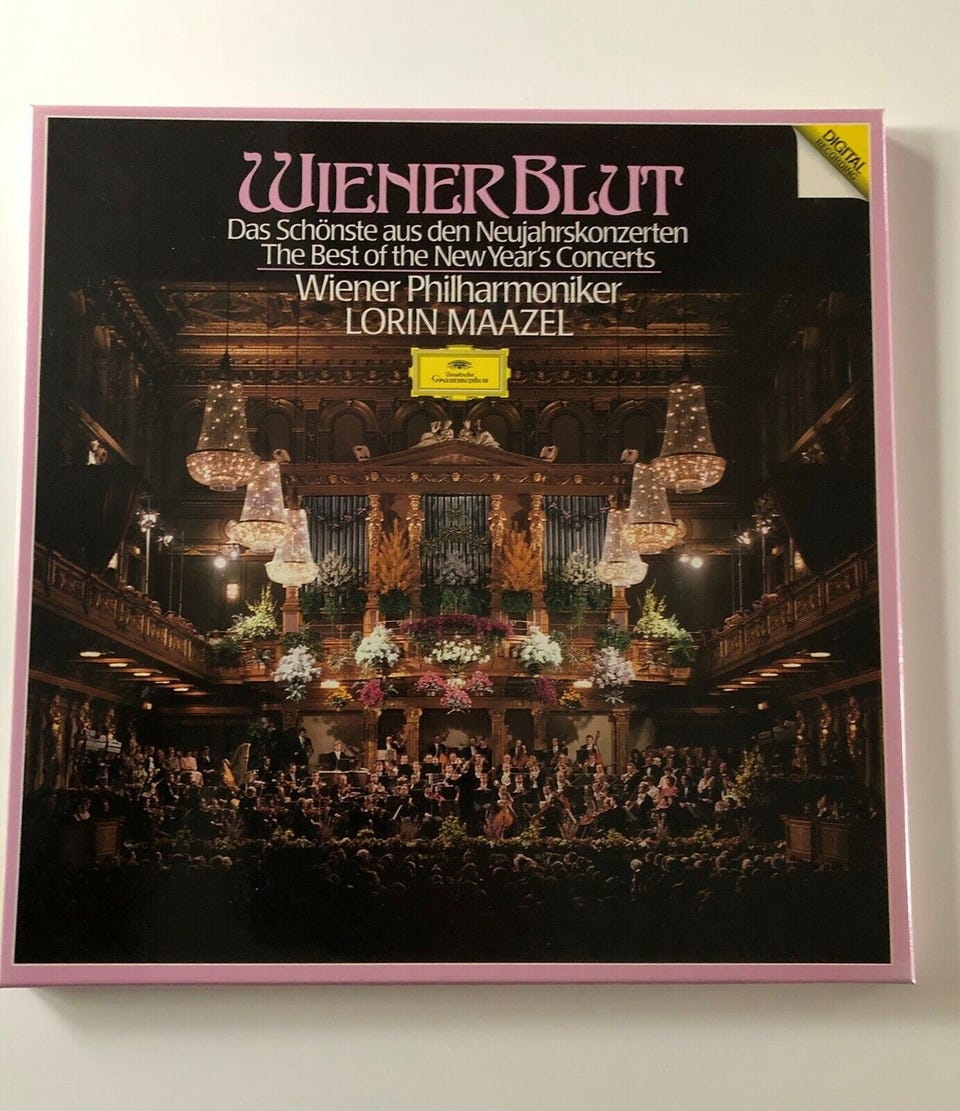 DIGITAL
RECORDING
WIENER BLUT
Das Schönste aus den Neujahrskonzerten
The Best of the New Year's Concerts
Wiener Philharmoniker
LORIN MAAZEL
Deutsche
Grammophon